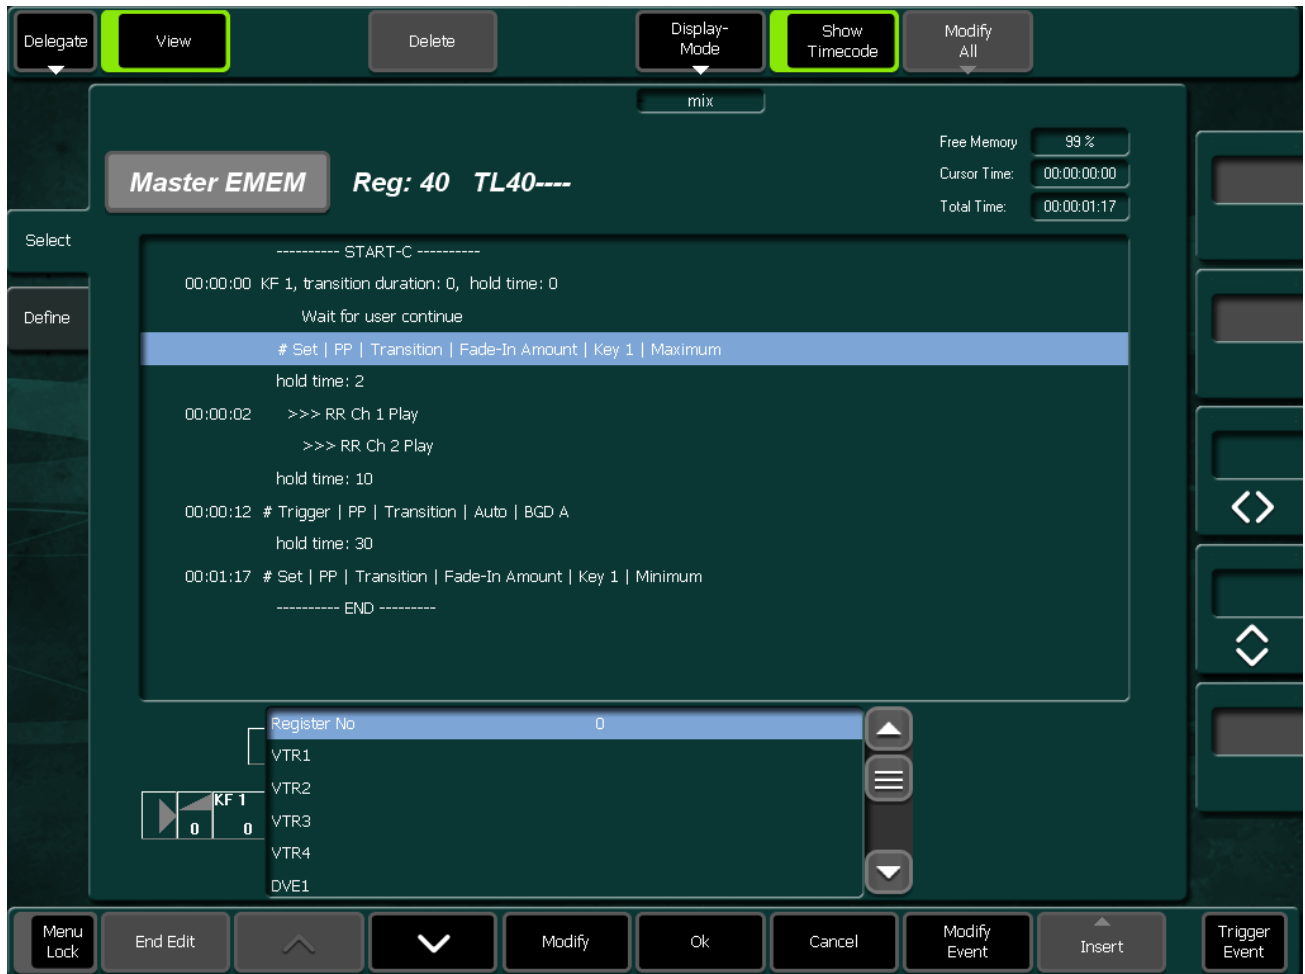 Delegate View Delete Display- Mode Show Timecode Modify All
mix
Free Memory 99 %
Master EMEM Reg: 40 TL40---- Cursor Time: 00:00:00:00
Total Time: 00:00:01:17
Select
Define
---------- START-C ----------
00:00:00 KF 1, transition duration: 0, hold time: 0
Wait for user continue
# Set | PP | Transition | Fade-In Amount | Key 1 | Maximum
hold time: 2
00:00:02 >>> RR Ch 1 Play
>>> RR Ch 2 Play
hold time: 10
00:00:12 # Trigger | PP | Transition | Auto | BGD A
hold time: 30
00:01:17 # Set | PP | Transition | Fade-In Amount | Key 1 | Minimum
---------- END ---------
Register No 0
VTR1
VTR2
VTR3
VTR4
DVE1
KF 1
0 0
Menu Lock End Edit Modify Ok Cancel Modify Event Insert Trigger Event